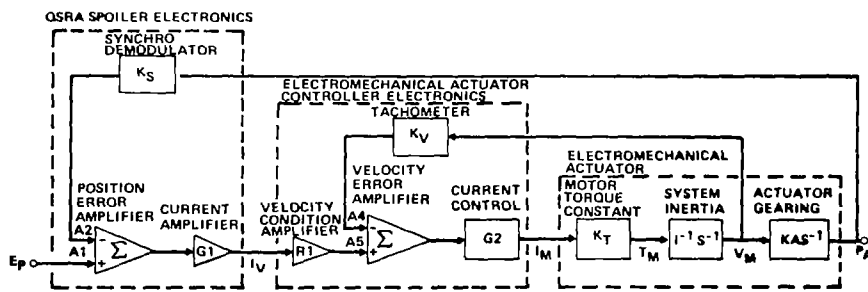 QSRA SPOILER ELECTRONICS
SYNCHRO
DEMODULATOR
KS
ELECTROMECHANICAL ACTUATOR
CONTROLLER ELECTRONICS
TACHOMETER
KV
ELECTROMECHANICAL
ACTUATOR
POSITION
ERROR
AMPLIFIER
CURRENT
AMPLIFIER
VELOCITY
CONDITION
AMPLIFIER
VELOCITY
ERROR
AMPLIFIER
CURRENT
CONTROL
MOTOR
TORQUE
CONSTANT
SYSTEM
INERTIA
ACTUATOR
GEARING
A2
-
A1
+
Σ
EP
G1
IV
R1
A4
-
A5
+
Σ
G2
IM
KT
TM
I⁻¹ S⁻¹
VM
KAS⁻¹
PA